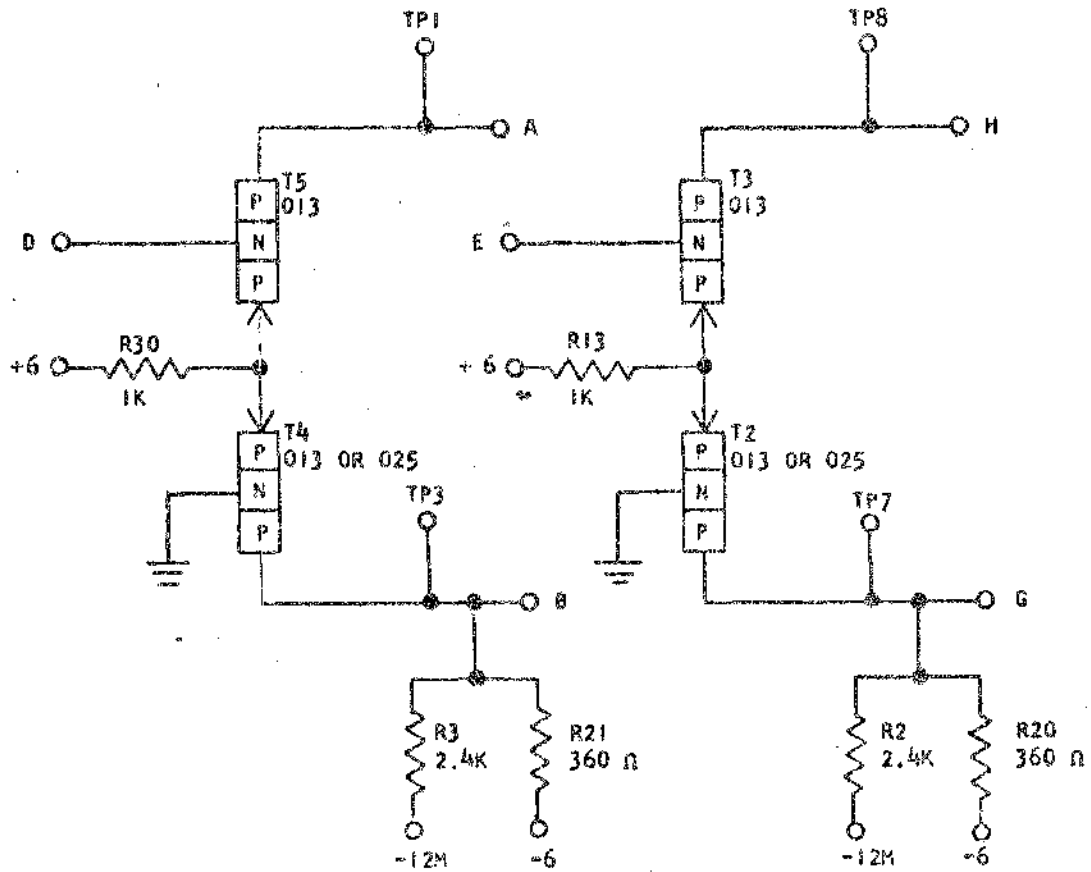 TP1
TP8
A
H
T5
013
T3
013
P
N
P
P
N
P
D
E
R30
+6
1K
R13
+6
1K
T4
013 OR 025
T2
013 OR 025
P
N
P
P
N
P
TP3
TP7
B
G
R3
2.4K
R21
360 Ω
R2
2.4K
R20
360 Ω
-12M
-6
-12M
-6